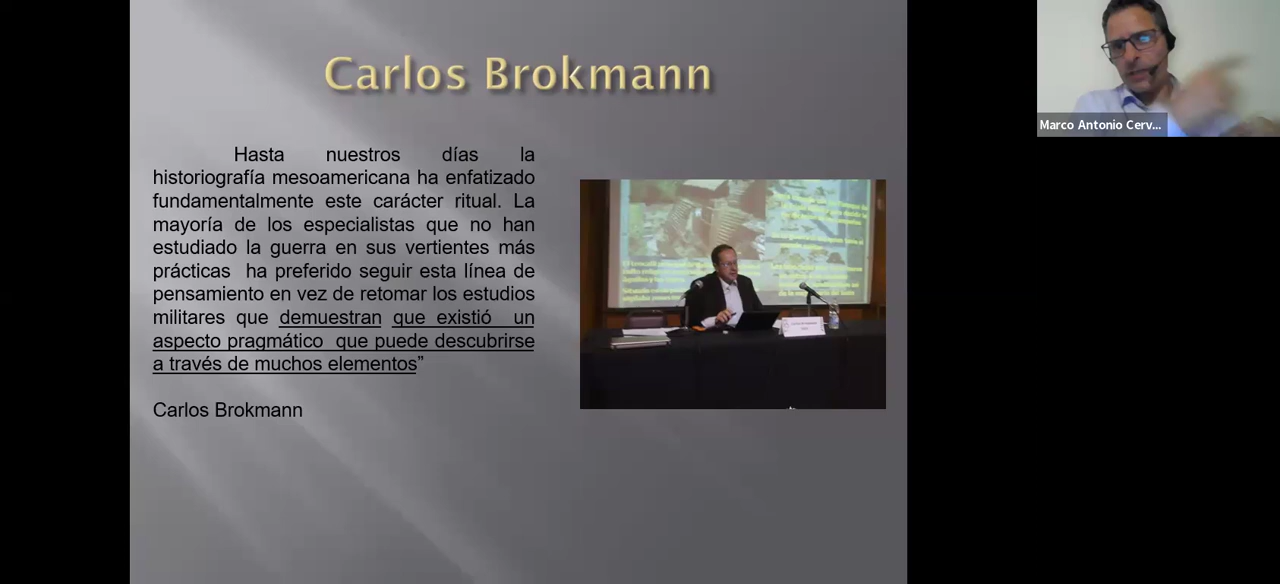 Carlos Brokmann
Marco Antonio Cerv...
Hasta nuestros días la
historiografía mesoamericana ha enfatizado
fundamentalmente este carácter ritual. La
mayoría de los especialistas que no han
estudiado la guerra en sus vertientes más
prácticas ha preferido seguir esta línea de
pensamiento en vez de retomar los estudios
militares que demuestran que existió un
aspecto pragmático que puede descubrirse
a través de muchos elementos”
Carlos Brokmann